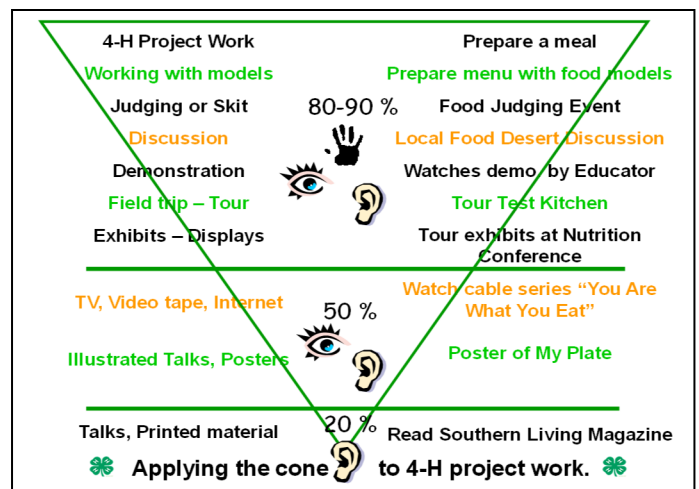 4-H Project Work
Prepare a meal
Working with models
Prepare menu with food models
80-90 %
Judging or Skit
Food Judging Event
Discussion
Local Food Desert Discussion
Demonstration
Watches demo, by Educator
Field trip – Tour
Tour Test Kitchen
Exhibits – Displays
Tour exhibits at Nutrition
Conference
TV, Video tape, Internet
Watch cable series “You Are
What You Eat”
50 %
Illustrated Talks, Posters
Poster of My Plate
20 %
Talks, Printed material
Read Southern Living Magazine
Applying the cone to 4-H project work.